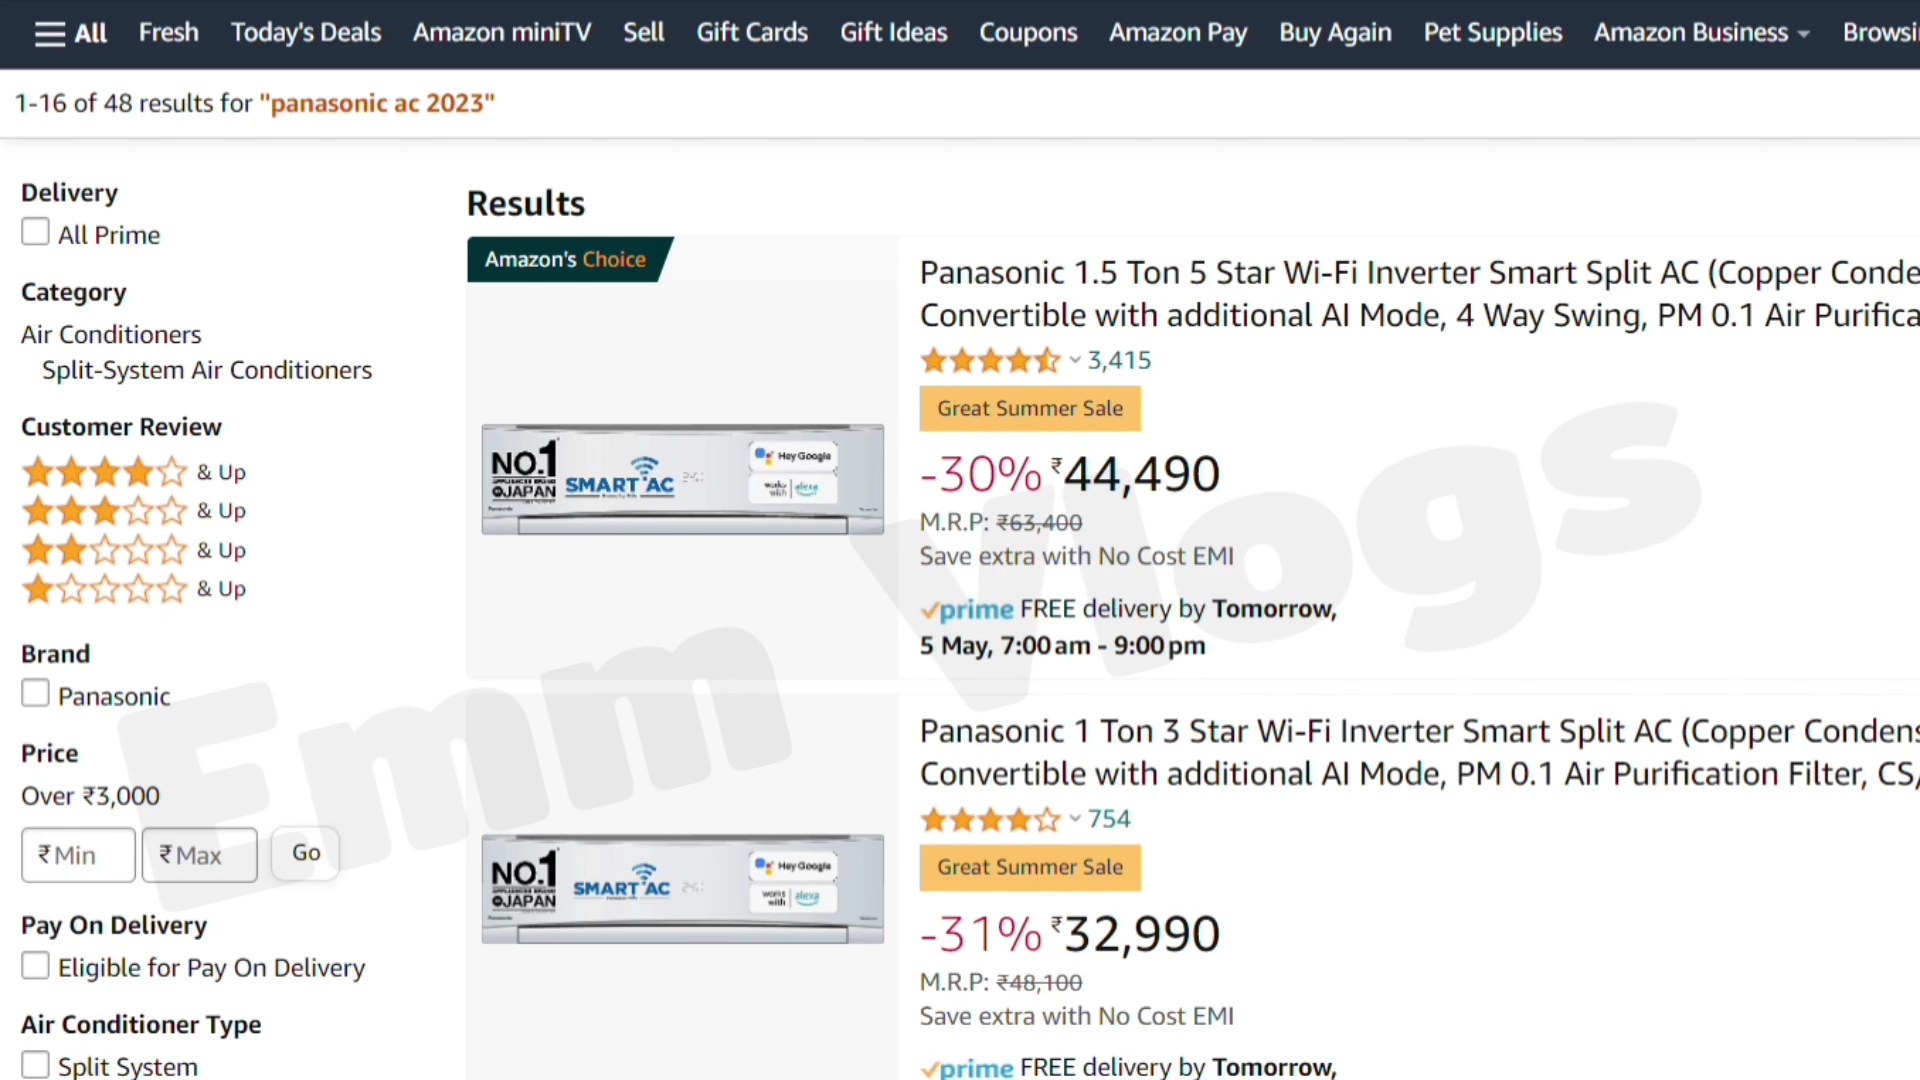 All Fresh Today's Deals Amazon miniTV Sell Gift Cards Gift Ideas Coupons Amazon Pay Buy Again Pet Supplies Amazon Business
1-16 of 48 results for "panasonic ac 2023"
Delivery
All Prime
Category
Air Conditioners
Split-System Air Conditioners
Customer Review
& Up
& Up
& Up
& Up
Brand
Panasonic
Price
Over ₹3,000
₹ Min ₹ Max Go
Pay On Delivery
Eligible for Pay On Delivery
Air Conditioner Type
Split System
Results
Amazon's Choice
NO.1
JAPAN
SMART AC
Hey Google
works with alexa
Panasonic 1.5 Ton 5 Star Wi-Fi Inverter Smart Split AC (Copper Conde
Convertible with additional AI Mode, 4 Way Swing, PM 0.1 Air Purifica
3,415
Great Summer Sale
-30% ₹44,490
M.R.P: ₹63,400
Save extra with No Cost EMI
prime FREE delivery by Tomorrow,
5 May, 7:00 am - 9:00 pm
NO.1
APPLIANCES BRAND
JAPAN
SMART AC
Hey Google
works with alexa
Panasonic 1 Ton 3 Star Wi-Fi Inverter Smart Split AC (Copper Condens
Convertible with additional AI Mode, PM 0.1 Air Purification Filter, CS/
754
Great Summer Sale
-31% ₹32,990
M.R.P: ₹48,100
Save extra with No Cost EMI
prime FREE delivery by Tomorrow,
Emm Vlogs